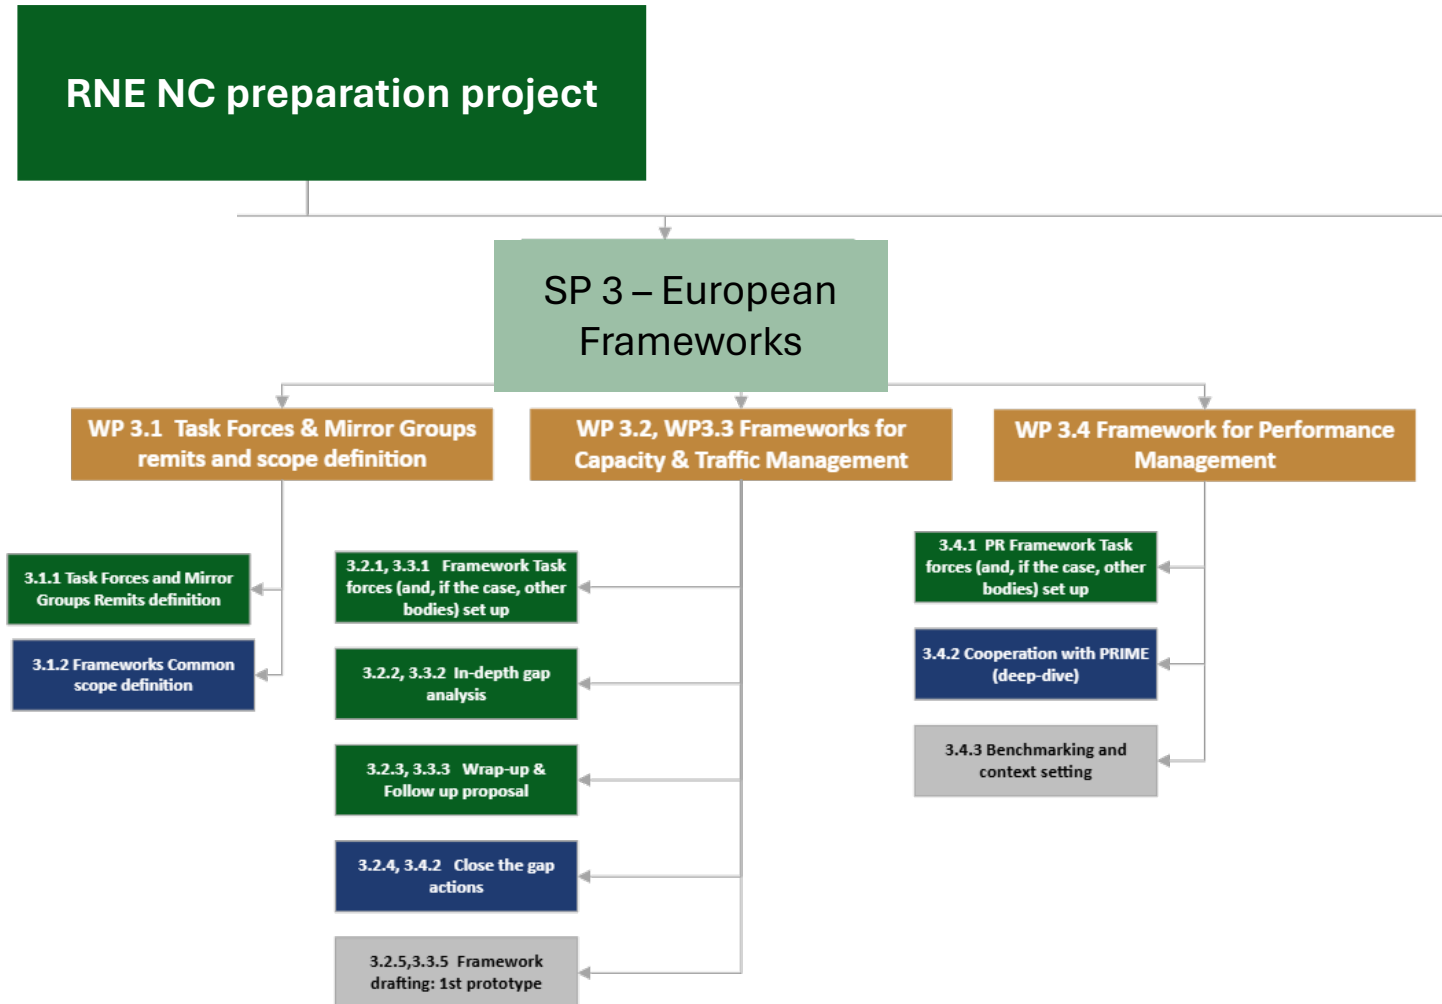 RNE NC preparation project
SP 3 – European
Frameworks
WP 3.1 Task Forces & Mirror Groups
remits and scope definition
WP 3.2, WP3.3 Frameworks for
Capacity & Traffic Management
WP 3.4 Framework for Performance
Management
3.1.1 Task Forces and Mirror
Groups Remits definition
3.1.2 Frameworks Common
scope definition
3.2.1, 3.3.1 Framework Task
forces (and, if the case, other
bodies) set up
3.2.2, 3.3.2 In-depth gap
analysis
3.2.3, 3.3.3 Wrap-up &
Follow up proposal
3.2.4, 3.4.2 Close the gap
actions
3.2.5,3.3.5 Framework
drafting: 1st prototype
3.4.1 PR Framework Task
forces (and, if the case, other
bodies) set up
3.4.2 Cooperation with PRIME
(deep-dive)
3.4.3 Benchmarking and
context setting